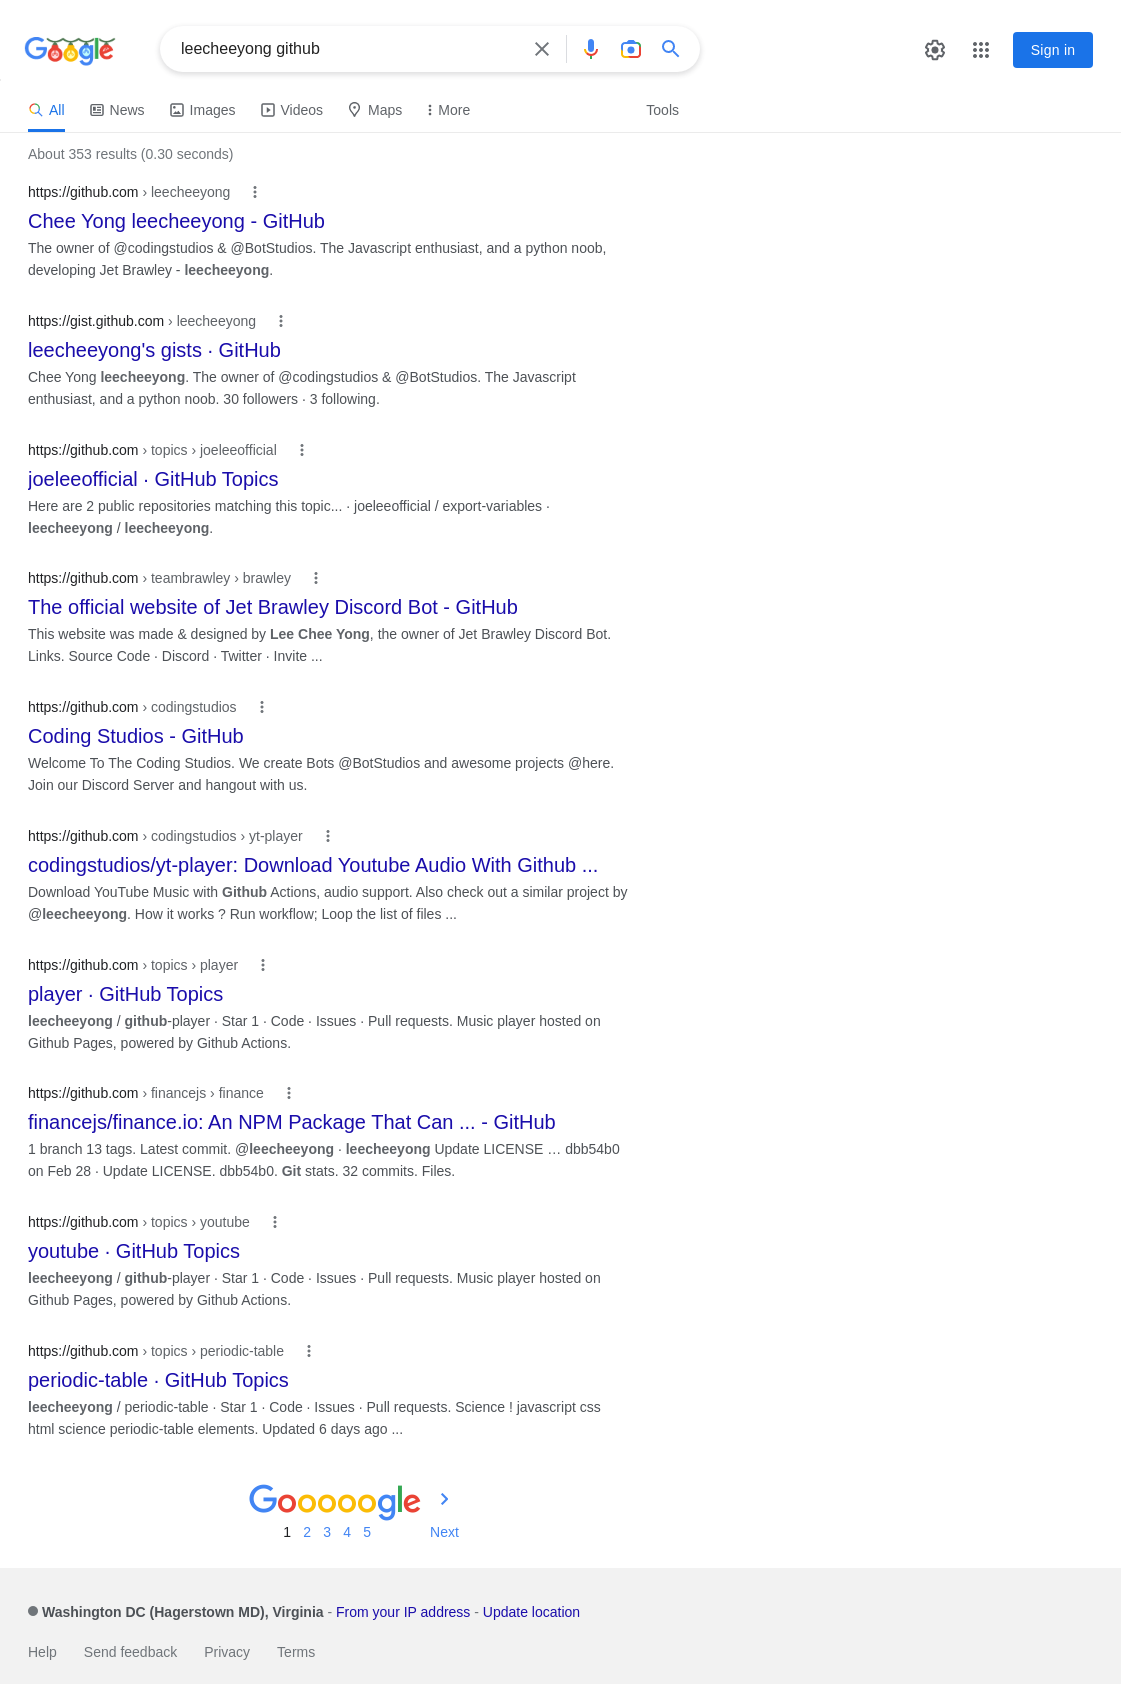 Google
leecheeyong github
Sign in
All News Images Videos Maps More Tools
About 353 results (0.30 seconds)
https://github.com › leecheeyong
Chee Yong leecheeyong - GitHub
The owner of @codingstudios & @BotStudios. The Javascript enthusiast, and a python noob,
developing Jet Brawley - leecheeyong.
https://gist.github.com › leecheeyong
leecheeyong's gists · GitHub
Chee Yong leecheeyong. The owner of @codingstudios & @BotStudios. The Javascript
enthusiast, and a python noob. 30 followers · 3 following.
https://github.com › topics › joeleeofficial
joeleeofficial · GitHub Topics
Here are 2 public repositories matching this topic... · joeleeofficial / export-variables ·
leecheeyong / leecheeyong.
https://github.com › teambrawley › brawley
The official website of Jet Brawley Discord Bot - GitHub
This website was made & designed by Lee Chee Yong, the owner of Jet Brawley Discord Bot.
Links. Source Code · Discord · Twitter · Invite ...
https://github.com › codingstudios
Coding Studios - GitHub
Welcome To The Coding Studios. We create Bots @BotStudios and awesome projects @here.
Join our Discord Server and hangout with us.
https://github.com › codingstudios › yt-player
codingstudios/yt-player: Download Youtube Audio With Github ...
Download YouTube Music with Github Actions, audio support. Also check out a similar project by
@leecheeyong. How it works ? Run workflow; Loop the list of files ...
https://github.com › topics › player
player · GitHub Topics
leecheeyong / github-player · Star 1 · Code · Issues · Pull requests. Music player hosted on
Github Pages, powered by Github Actions.
https://github.com › financejs › finance
financejs/finance.io: An NPM Package That Can ... - GitHub
1 branch 13 tags. Latest commit. @leecheeyong · leecheeyong Update LICENSE … dbb54b0
on Feb 28 · Update LICENSE. dbb54b0. Git stats. 32 commits. Files.
https://github.com › topics › youtube
youtube · GitHub Topics
leecheeyong / github-player · Star 1 · Code · Issues · Pull requests. Music player hosted on
Github Pages, powered by Github Actions.
https://github.com › topics › periodic-table
periodic-table · GitHub Topics
leecheeyong / periodic-table · Star 1 · Code · Issues · Pull requests. Science ! javascript css
html science periodic-table elements. Updated 6 days ago ...
Gooooogle
1 2 3 4 5 Next
Washington DC (Hagerstown MD), Virginia - From your IP address - Update location
Help Send feedback Privacy Terms